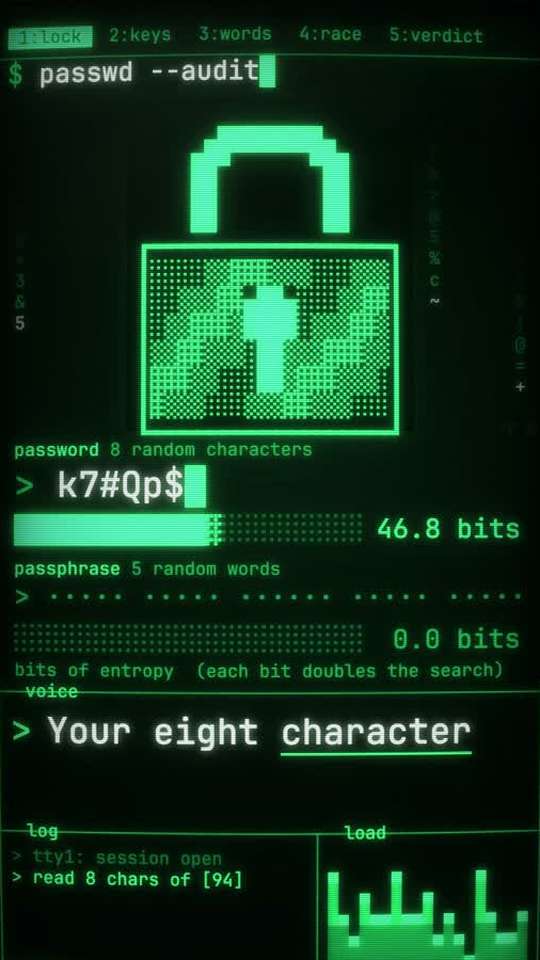 1:lock 2:keys 3:words 4:race 5:verdict
$ passwd --audit
password 8 random characters
> k7#Qp$
46.8 bits
passphrase 5 random words
> ····· ····· ······ ····· ·····
0.0 bits
bits of entropy (each bit doubles the search)
voice
> Your eight character
log
> tty1: session open
> read 8 chars of [94]
load